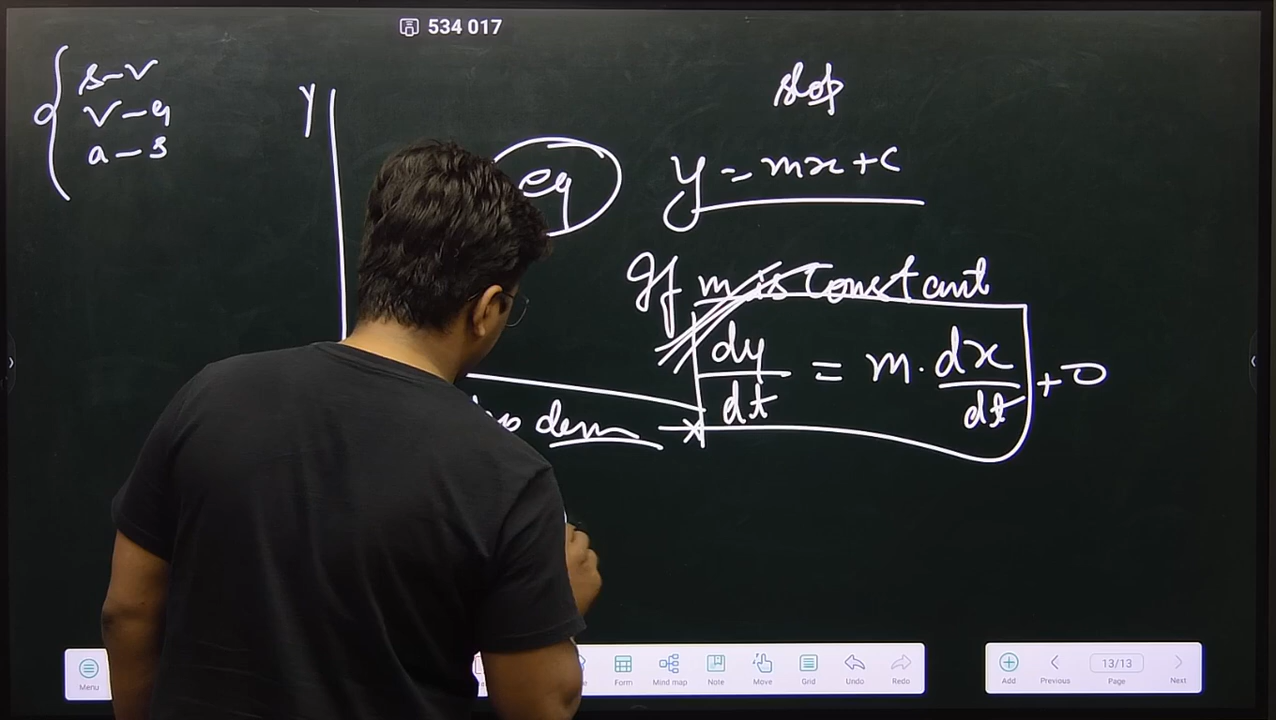 534 017
s-v
v-a
a-s
Y
slop
eq
y = mx+c
If m is Constant
dy/dt = m. dx/dt + 0
Menu
Form
Mind map
Note
Move
Grid
Undo
Redo
Add
Previous
13/13
Page
Next